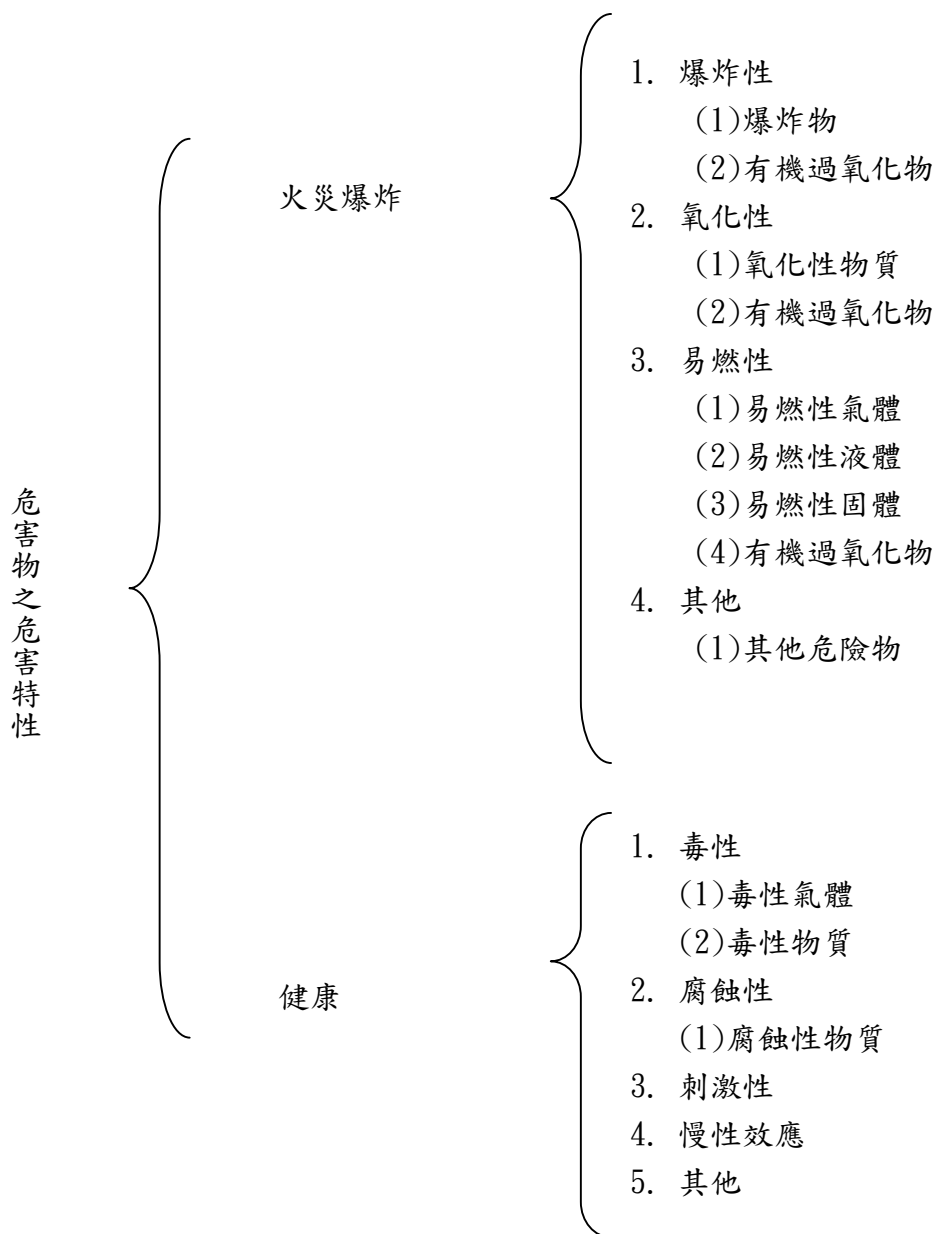 危害物之危害特性
火災爆炸
1. 爆炸性
(1)爆炸物
(2)有機過氧化物
2. 氧化性
(1)氧化性物質
(2)有機過氧化物
3. 易燃性
(1)易燃性氣體
(2)易燃性液體
(3)易燃性固體
(4)有機過氧化物
4. 其他
(1)其他危險物
健康
1. 毒性
(1)毒性氣體
(2)毒性物質
2. 腐蝕性
(1)腐蝕性物質
3. 刺激性
4. 慢性效應
5. 其他